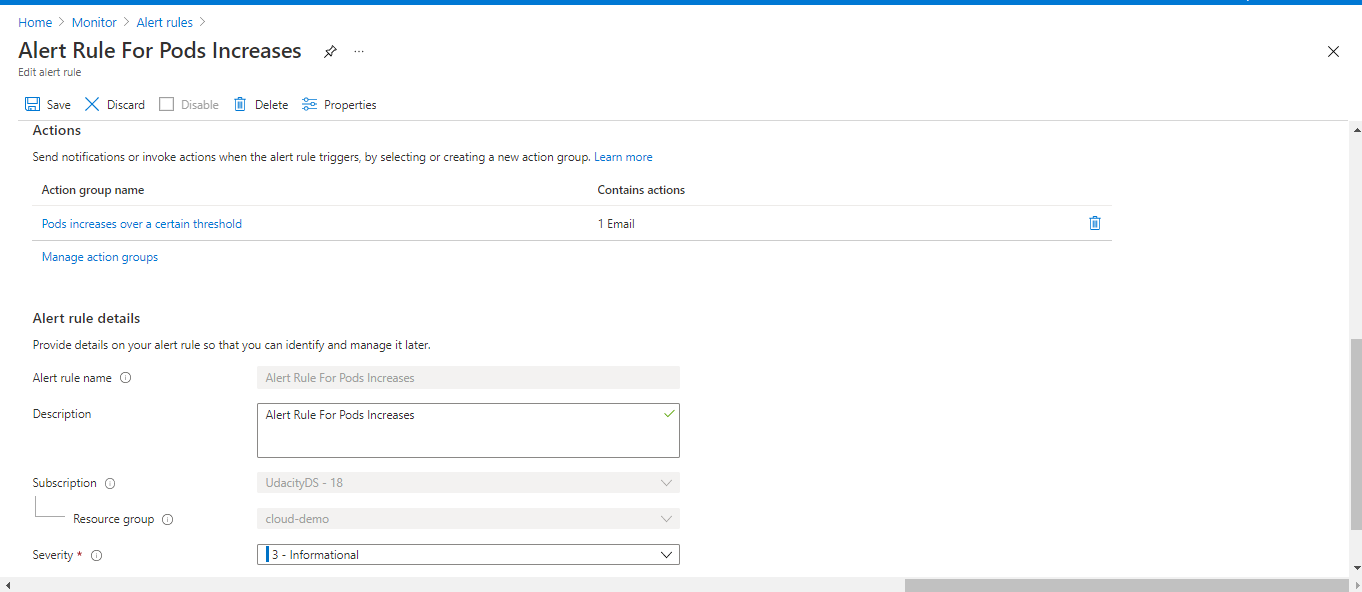 Home > Monitor > Alert rules >
Alert Rule For Pods Increases ...
Edit alert rule
Save Discard Disable Delete Properties
Actions
Send notifications or invoke actions when the alert rule triggers, by selecting or creating a new action group. Learn more
Action group name Contains actions
Pods increases over a certain threshold 1 Email
Manage action groups
Alert rule details
Provide details on your alert rule so that you can identify and manage it later.
Alert rule name Alert Rule For Pods Increases
Description Alert Rule For Pods Increases
Subscription UdacityDS - 18
Resource group cloud-demo
Severity * 3 - Informational